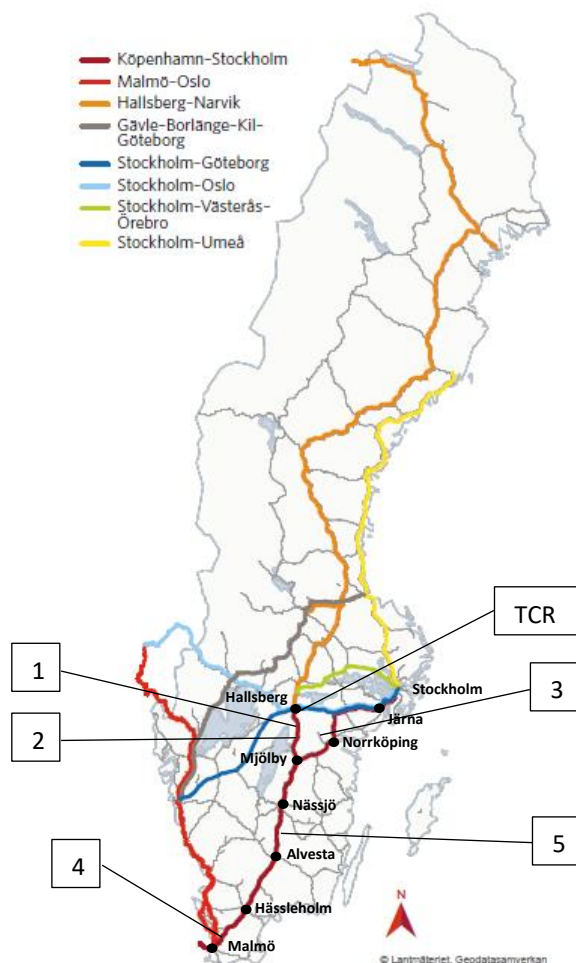 Köpenhamn–Stockholm
Malmö–Oslo
Hallsberg–Narvik
Gävle–Borlänge–Kil–
Göteborg
Stockholm–Göteborg
Stockholm–Oslo
Stockholm–Västerås–
Örebro
Stockholm–Umeå
TCR
1
3
2
Hallsberg
Stockholm
Järna
Norrköping
Mjölby
Nässjö
5
Alvesta
4
Hässleholm
N
Malmö
© Lantmäteriet, Geodatasamverkan